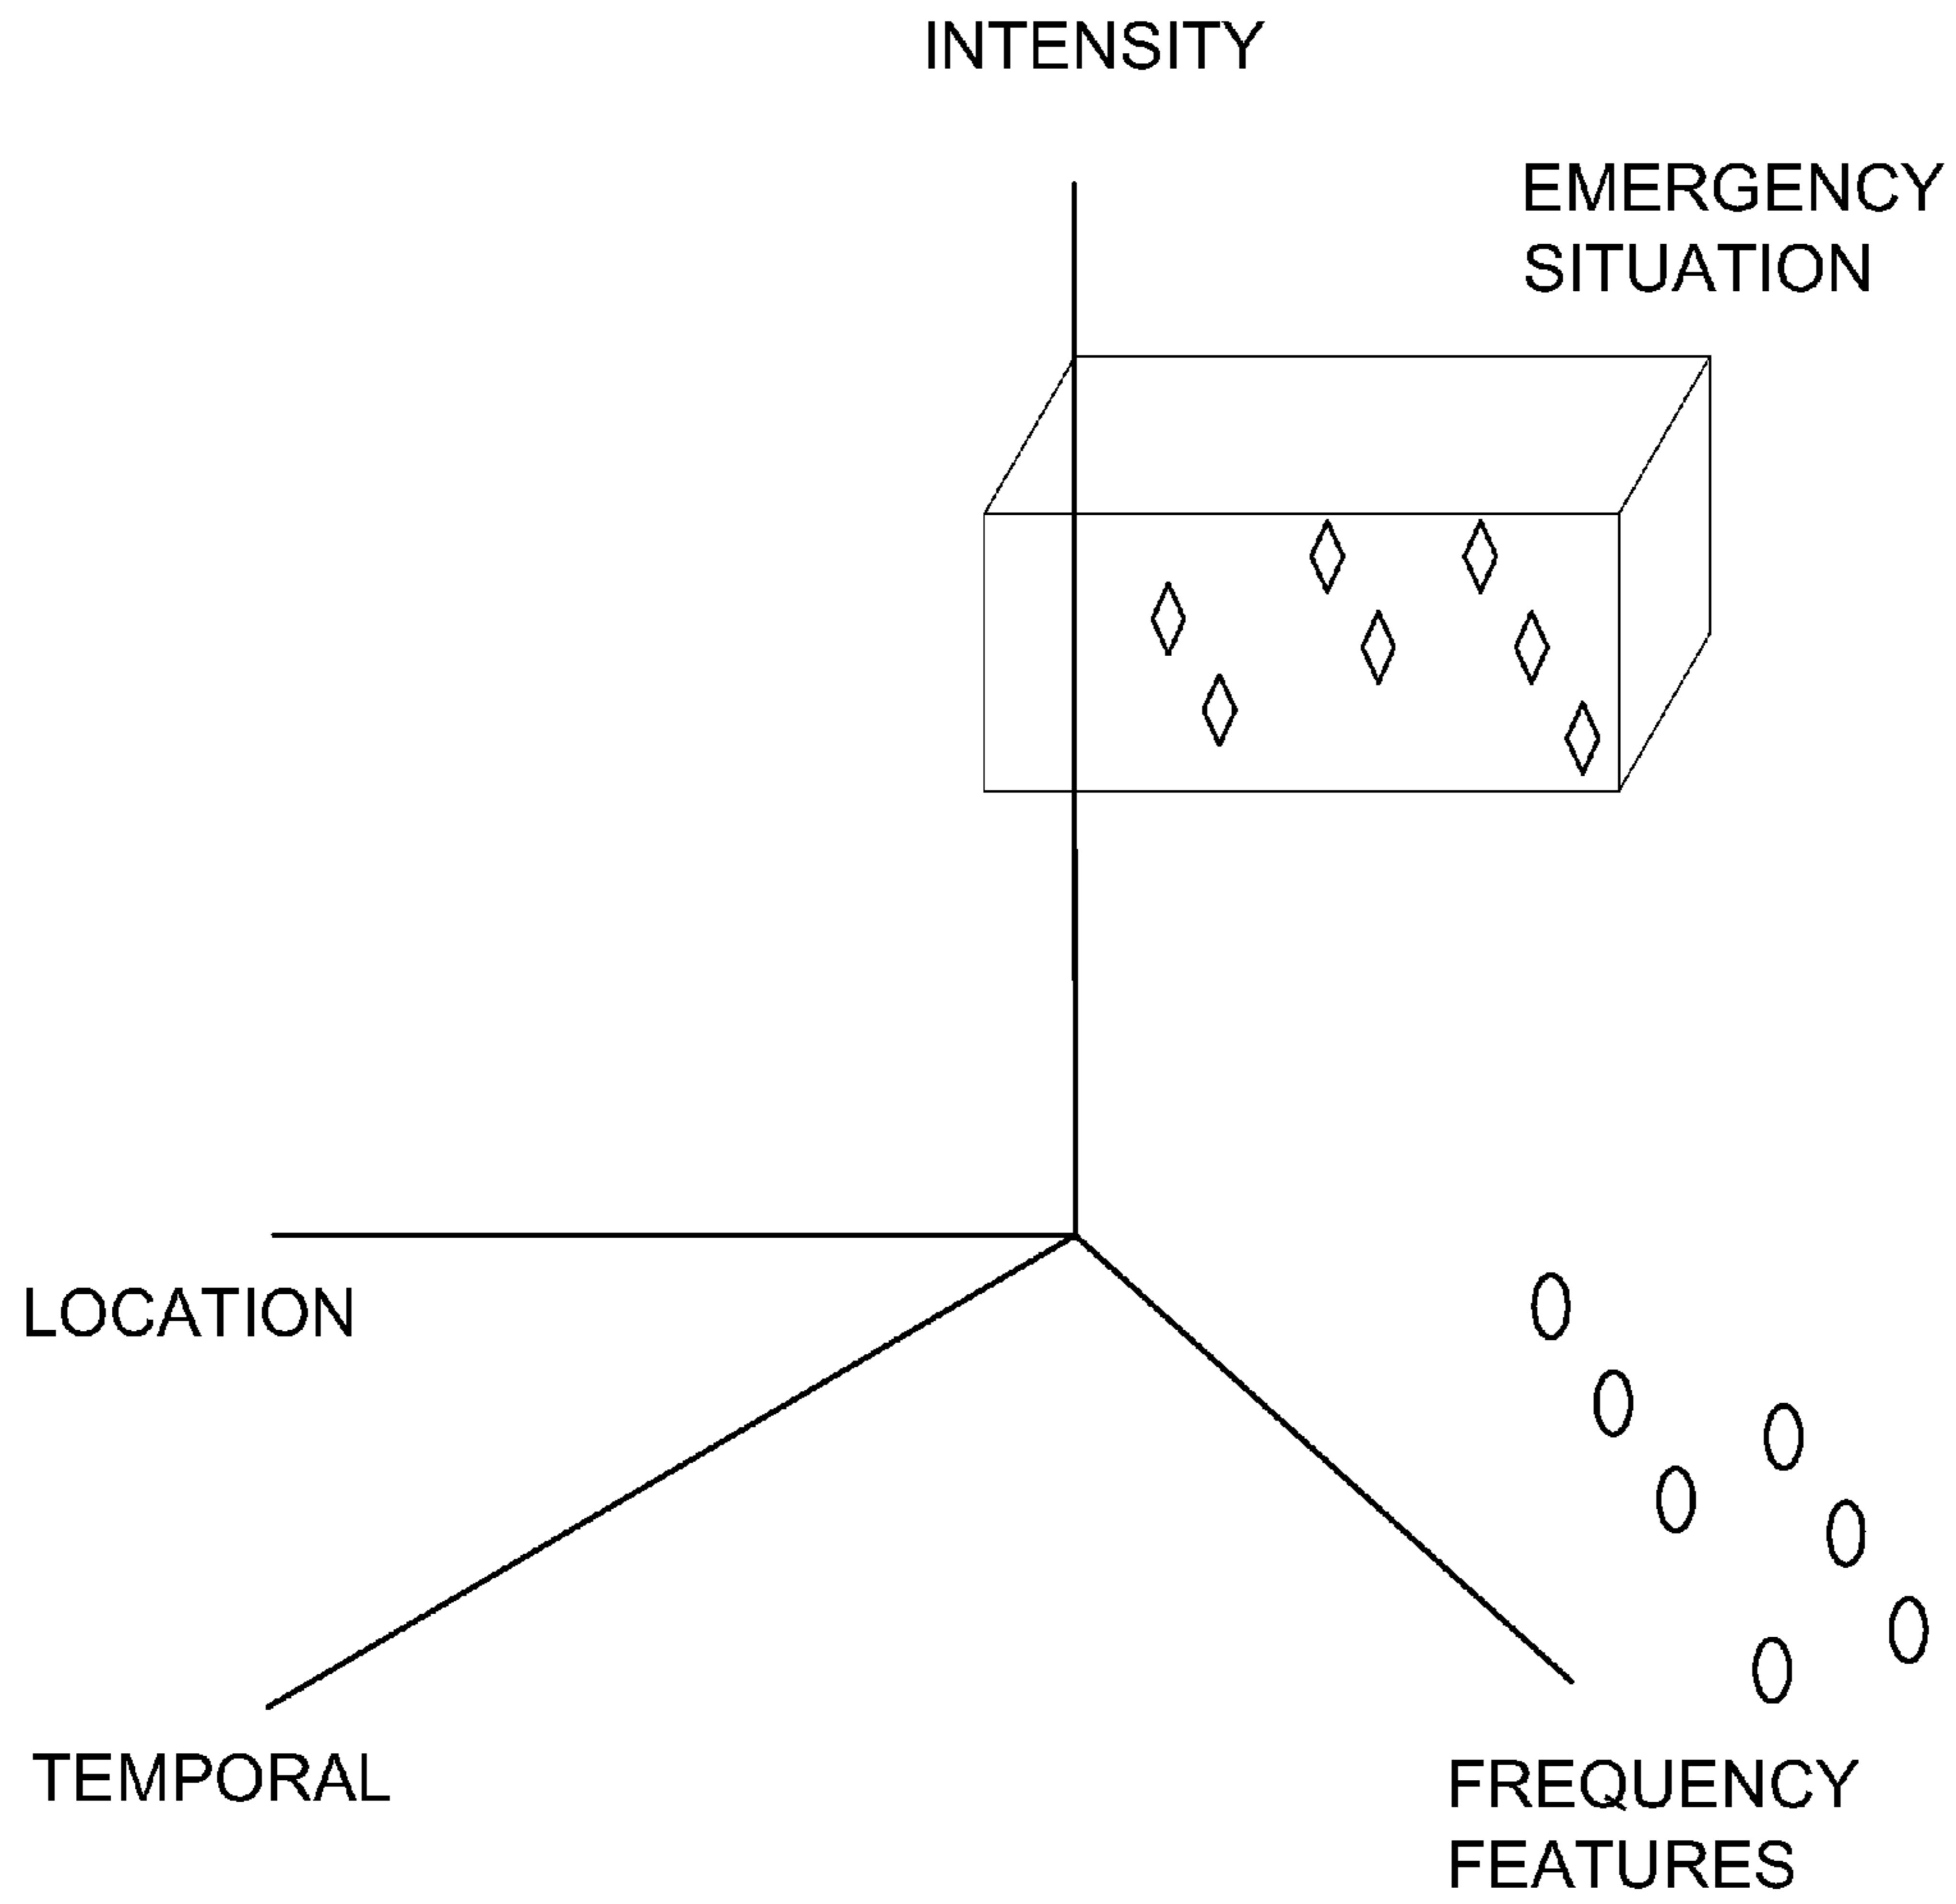 INTENSITY
EMERGENCY
SITUATION
LOCATION
TEMPORAL
FREQUENCY
FEATURES